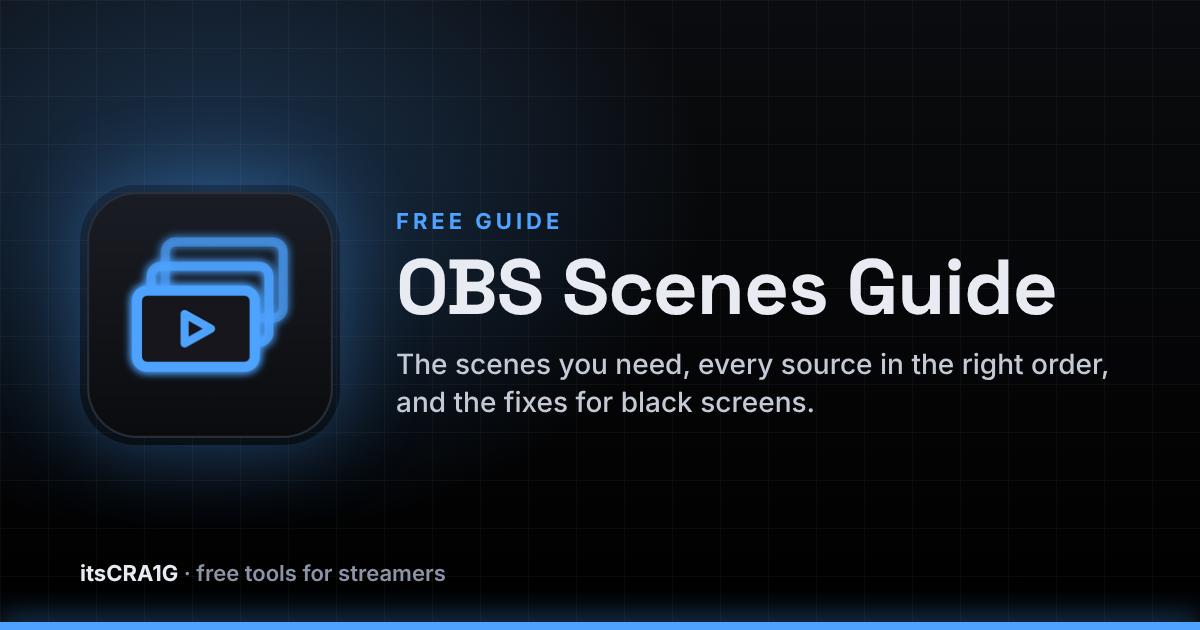 FREE GUIDE
OBS Scenes Guide
The scenes you need, every source in the right order,
and the fixes for black screens.
itsCRA1G · free tools for streamers